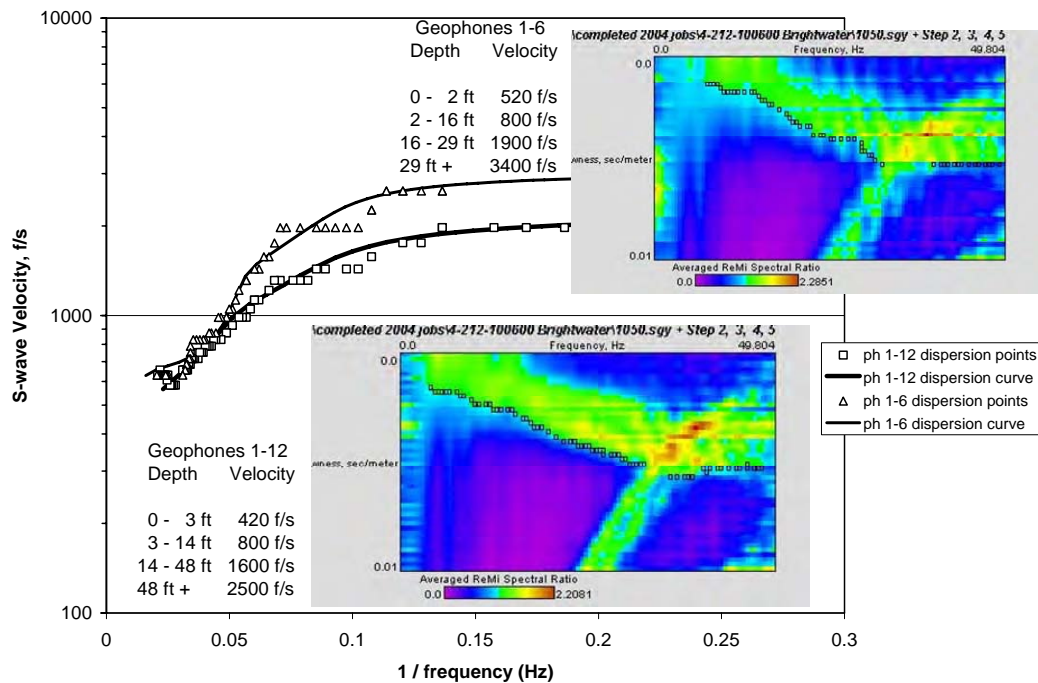 10000
Geophones 1-6
Depth Velocity
0 - 2 ft 520 f/s
2 - 16 ft 800 f/s
16 - 29 ft 1900 f/s
29 ft + 3400 f/s
\completed 2004 jobs\4-212-100600 Brightwater\1050.sgy + Step 2, 3, 4, 5
0.0 Frequency, Hz 49.804
0.0
wness, sec/meter
0.01
Averaged ReMi Spectral Ratio
0.0 2.2851
S-wave Velocity, f/s
1000
\completed 2004 jobs\4-212-100600 Brightwater\1050.sgy + Step 2, 3, 4, 5
0.0 Frequency, Hz 49.804
0.0
wness, sec/meter
0.01
Averaged ReMi Spectral Ratio
0.0 2.2081
ph 1-12 dispersion points
ph 1-12 dispersion curve
ph 1-6 dispersion points
ph 1-6 dispersion curve
Geophones 1-12
Depth Velocity
0 - 3 ft 420 f/s
3 - 14 ft 800 f/s
14 - 48 ft 1600 f/s
48 ft + 2500 f/s
100
0 0.05 0.1 0.15 0.2 0.25 0.3
1 / frequency (Hz)